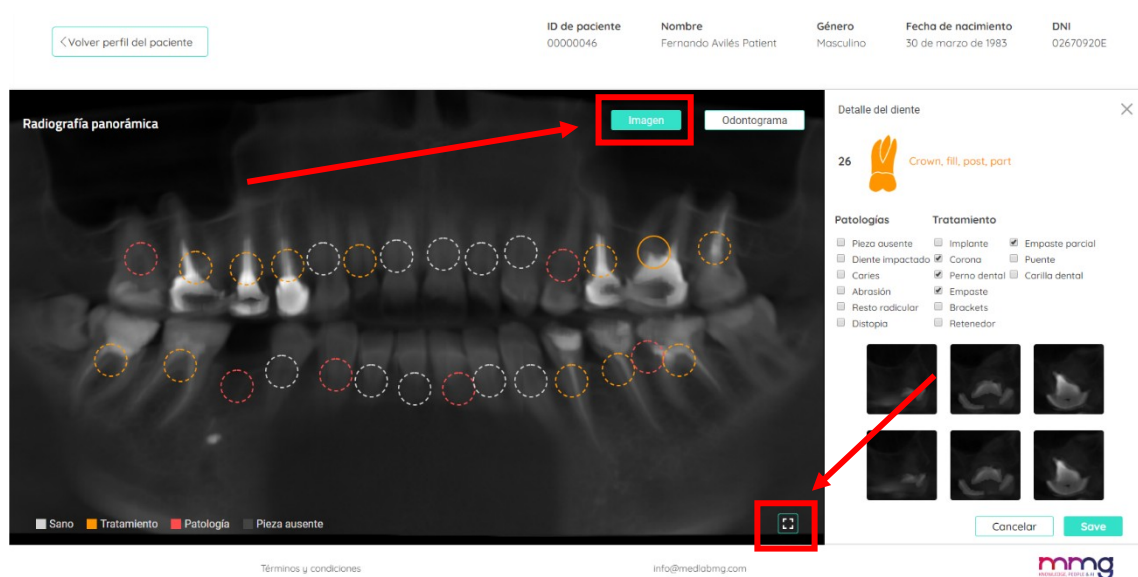 Volver perfil del paciente
ID de paciente
00000046
Nombre
Fernando Avilés Patient
Género
Masculino
Fecha de nacimiento
30 de marzo de 1983
DNI
02670920E
Radiografía panorámica
Imagen
Odontograma
Detalle del diente
26
Crown, fill, post, part
Patologías
Tratamiento
Pieza ausente
Implante
Empaste parcial
Diente impactado
Corona
Puente
Caries
Perno dental
Carilla dental
Abrasión
Empaste
Resto radicular
Brackets
Distopia
Retenedor
Sano
Tratamiento
Patología
Pieza ausente
Cancelar
Save
Términos y condiciones
info@medlabmg.com
mmg